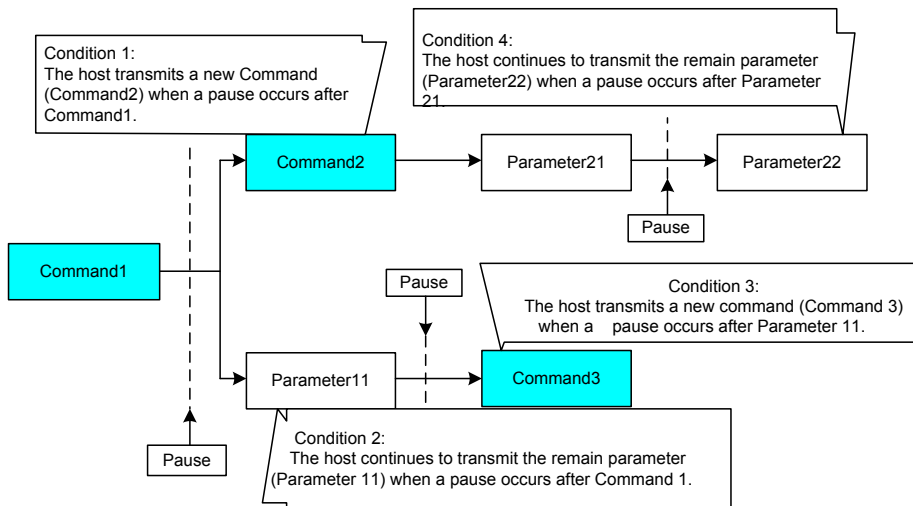 Condition 1:
The host transmits a new Command
(Command2) when a pause occurs after
Command1.
Condition 4:
The host continues to transmit the remain parameter
(Parameter22) when a pause occurs after Parameter
21.
Command2
Parameter21
Parameter22
Pause
Command1
Pause
Condition 3:
The host transmits a new command (Command 3)
when a pause occurs after Parameter 11.
Parameter11
Command3
Pause
Condition 2:
The host continues to transmit the remain parameter
(Parameter 11) when a pause occurs after Command 1.